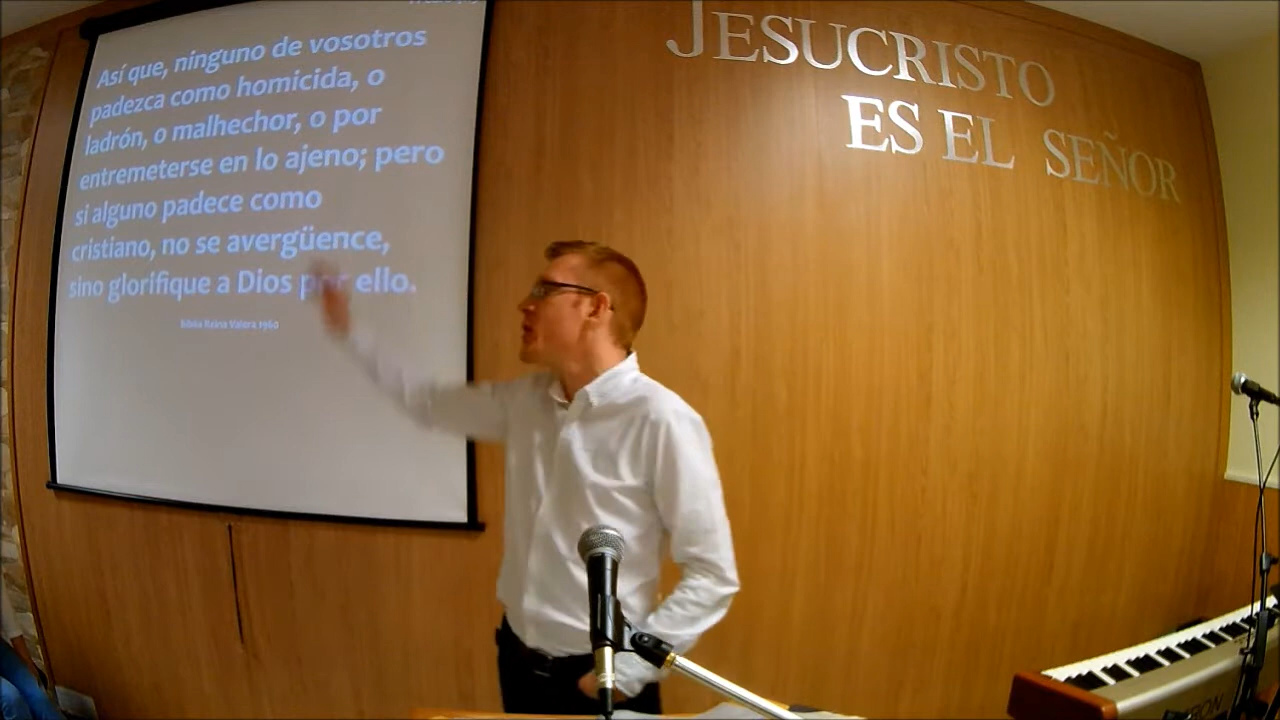 Así que, ninguno de vosotros
padezca como homicida, o
ladrón, o malhechor, o por
entremeterse en lo ajeno; pero
si alguno padece como
cristiano, no se avergüence,
sino glorifique a Dios por ello.
Biblia Reina Valera 1960
JESUCRISTO
ES EL SEÑOR